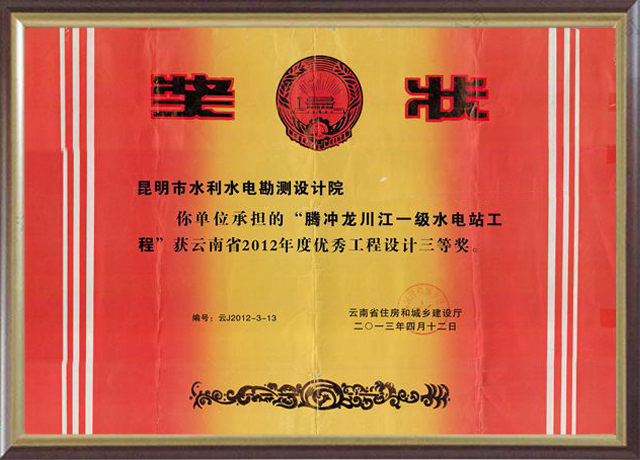 奖状
昆明市水利水电勘测设计院
你单位承担的“腾冲龙川江一级水电站工
程”获云南省2012年度优秀工程设计三等奖。
编号：云J2012-3-13
云南省住房和城乡建设厅
二〇一三年四月十二日